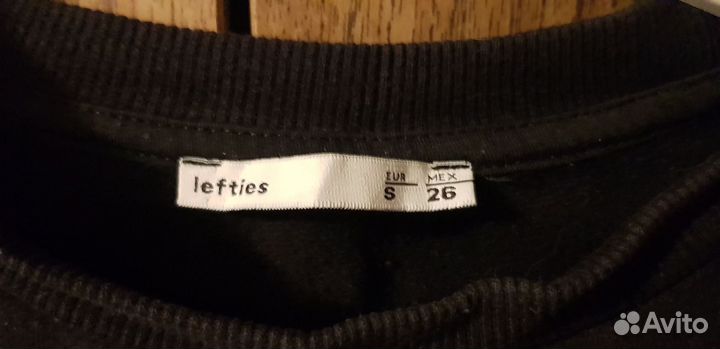 lefties
EUR MEX
S 26
Avito